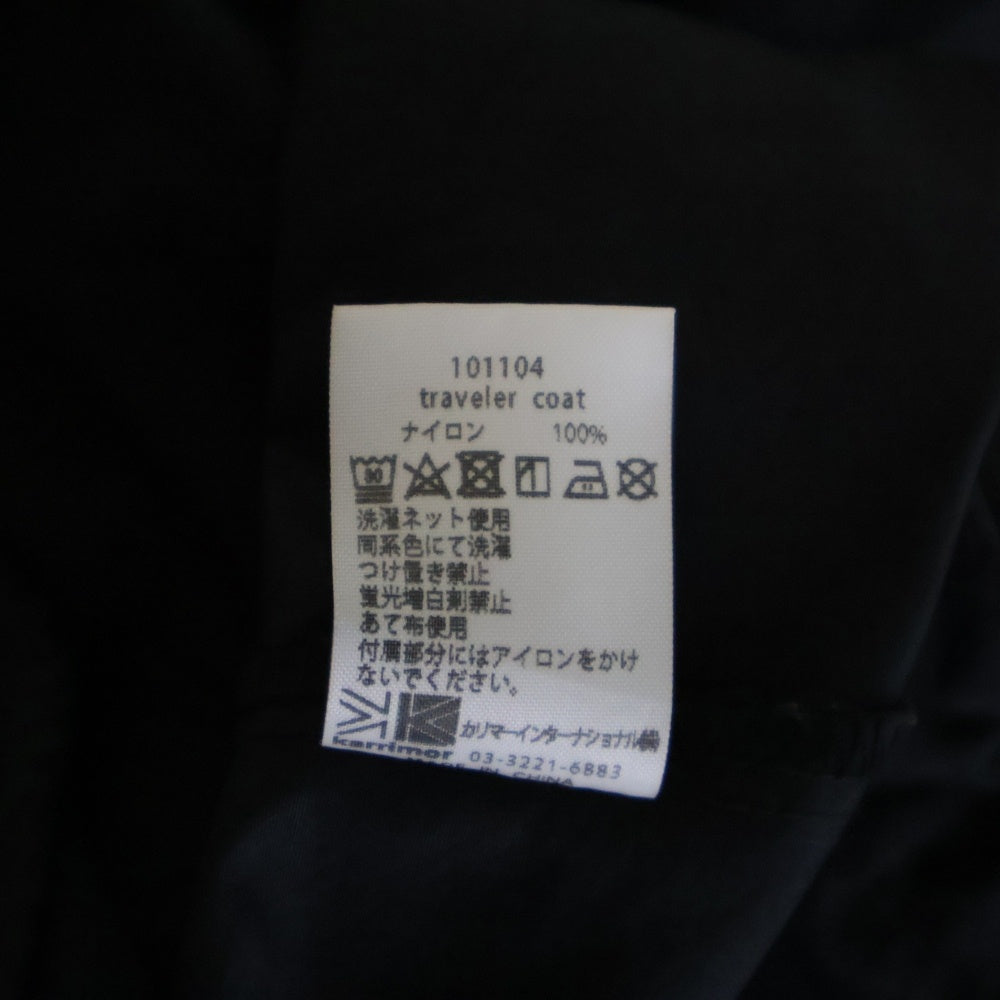 101104
traveler coat
ナイロン 100%
30
洗濯ネット使用
同系色にて洗濯
つけ置き禁止
蛍光増白剤禁止
あて布使用
付属部分にはアイロンをかけ
ないでください。
karrimor
カリマーインターナショナル㈱
03-3221-6883
MADE IN CHINA